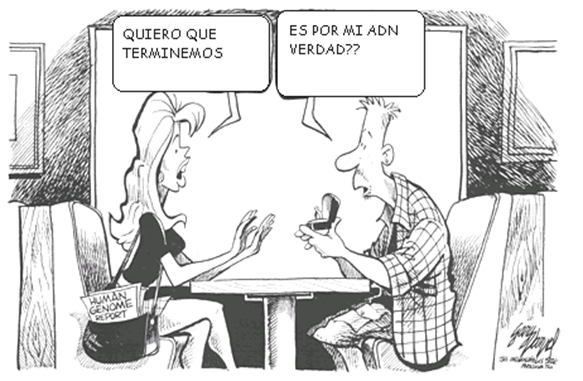 QUIERO QUE
TERMINEMOS
ES POR MI ADN
VERDAD??
HUMAN
GENOME
REPORT